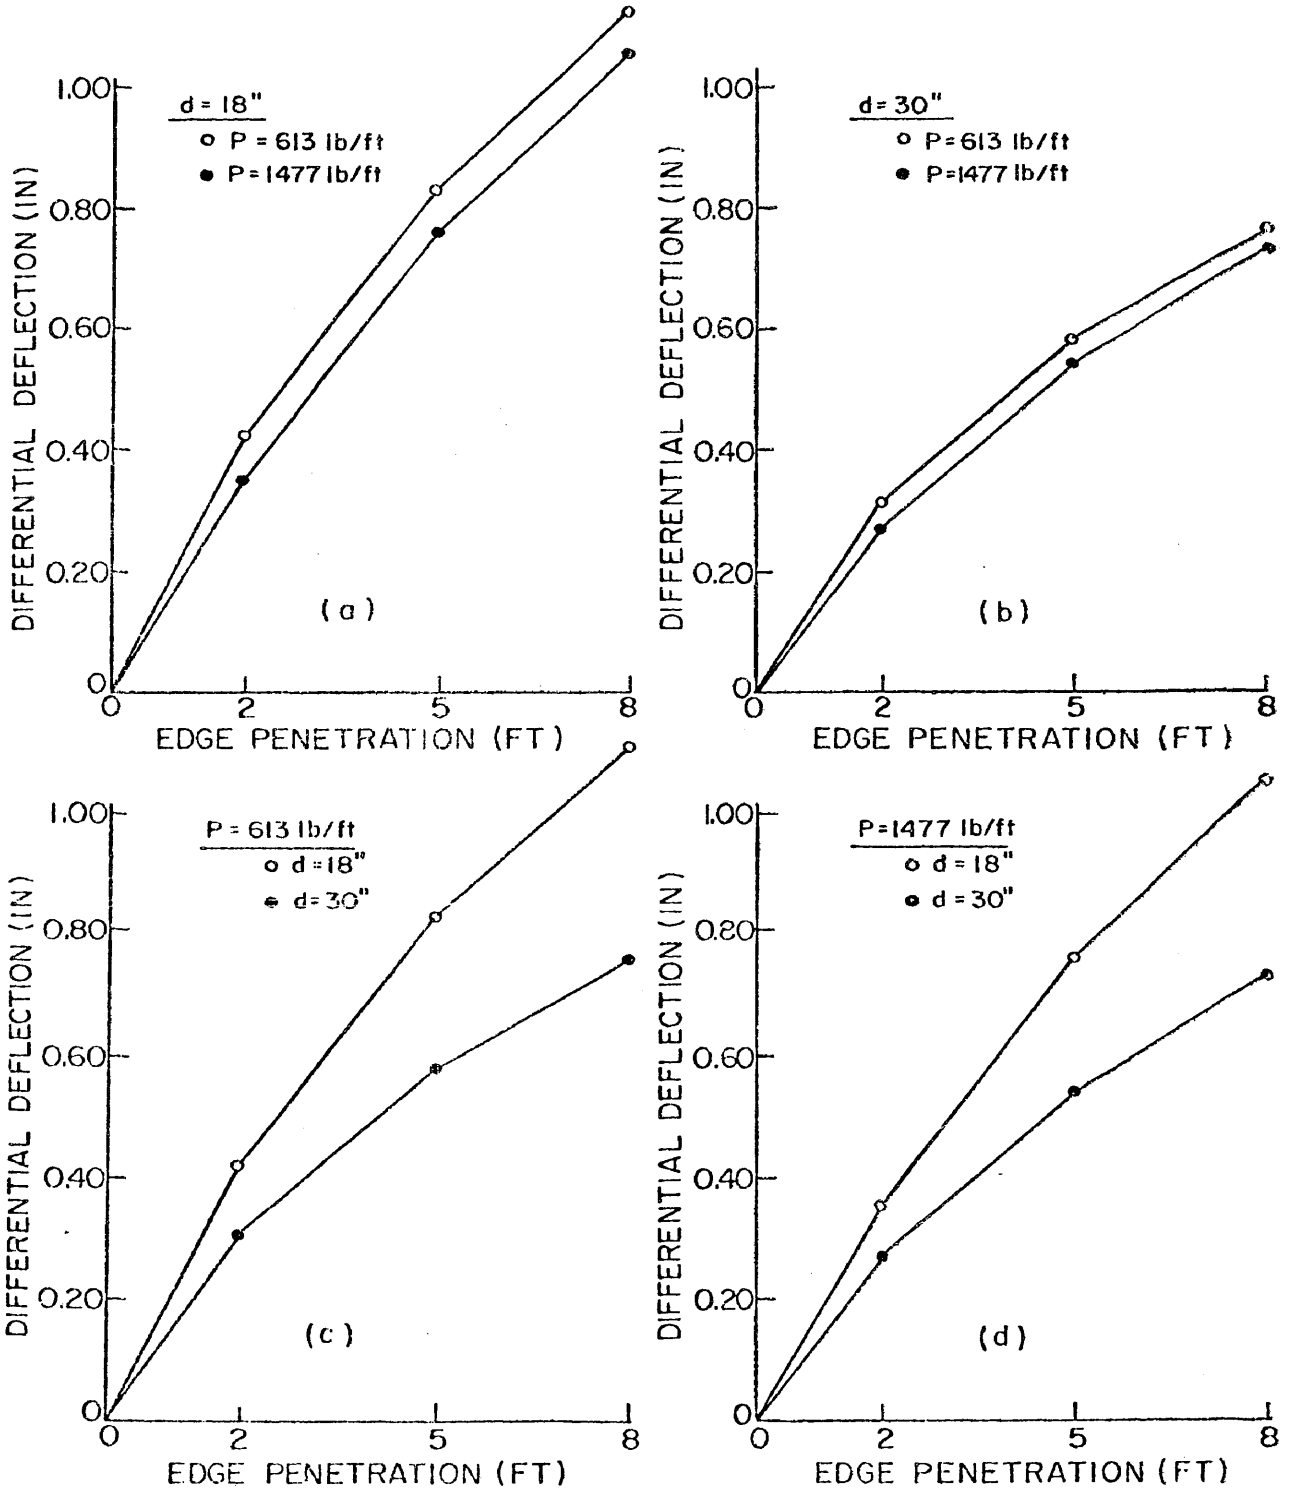 1.00
d = 18"
P = 613 lb/ft
P = 1477 lb/ft
0.80
0.60
0.40
0.20
0
0 2 5 8
DIFFERENTIAL DEFLECTION (IN)
EDGE PENETRATION (FT)
(a)
1.00
d = 30"
P = 613 lb/ft
P = 1477 lb/ft
0.80
0.60
0.40
0.20
0
0 2 5 8
DIFFERENTIAL DEFLECTION (IN)
EDGE PENETRATION (FT)
(b)
1.00
P = 613 lb/ft
d = 18"
d = 30"
0.80
0.60
0.40
0.20
0
0 2 5 8
DIFFERENTIAL DEFLECTION (IN)
EDGE PENETRATION (FT)
(c)
1.00
P = 1477 lb/ft
d = 18"
d = 30"
0.80
0.60
0.40
0.20
0
0 2 5 8
DIFFERENTIAL DEFLECTION (IN)
EDGE PENETRATION (FT)
(d)